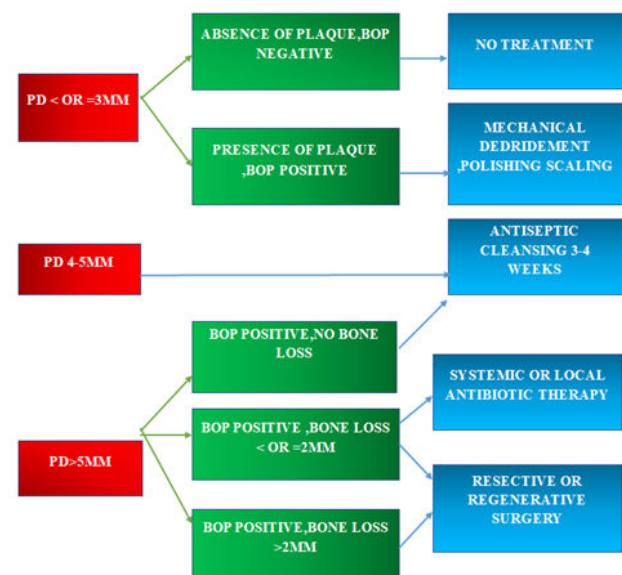 ABSENCE OF PLAQUE,BOP
NEGATIVE
NO TREATMENT
PD < OR =3MM
PRESENCE OF PLAQUE
,BOP POSITIVE
MECHANICAL
DEDRIDEMENT
,POLISHING SCALING
PD 4-5MM
ANTISEPTIC
CLEANSING 3-4
WEEKS
BOP POSITIVE,NO BONE
LOSS
SYSTEMIC OR LOCAL
ANTIBIOTIC THERAPY
PD>5MM
BOP POSITIVE ,BONE LOSS
< OR =2MM
RESECTIVE OR
REGENERATIVE
SURGERY
BOP POSITIVE,BONE LOSS
>2MM